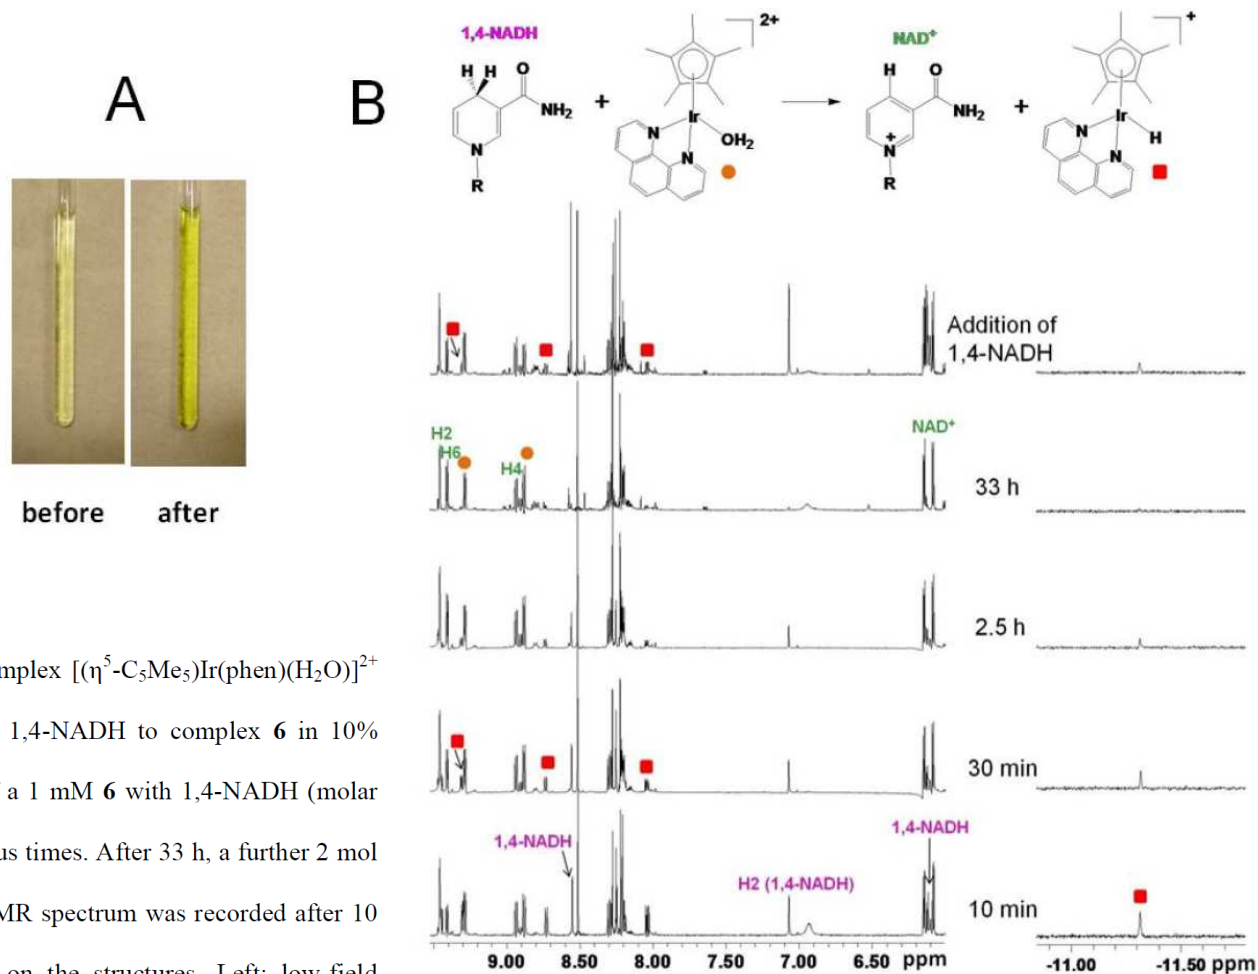 A
before
after
B
1,4-NADH
H H O
NH2
N
R
+
2+
Ir
N
N
OH2
NAD+
H O
NH2
N+
R
+
+
Ir
N
N
H
Addition of
1,4-NADH
H2
H6
H4
NAD+
33 h
2.5 h
30 min
1,4-NADH
H2 (1,4-NADH)
1,4-NADH
10 min
9.00 8.50 8.00 7.50 7.00 6.50 ppm
-11.00 -11.50 ppm
mplex [(η5-C5Me5)Ir(phen)(H2O)]2+
1,4-NADH to complex 6 in 10%
a 1 mM 6 with 1,4-NADH (molar
us times. After 33 h, a further 2 mol
MR spectrum was recorded after 10
on the structures. Left: low-field